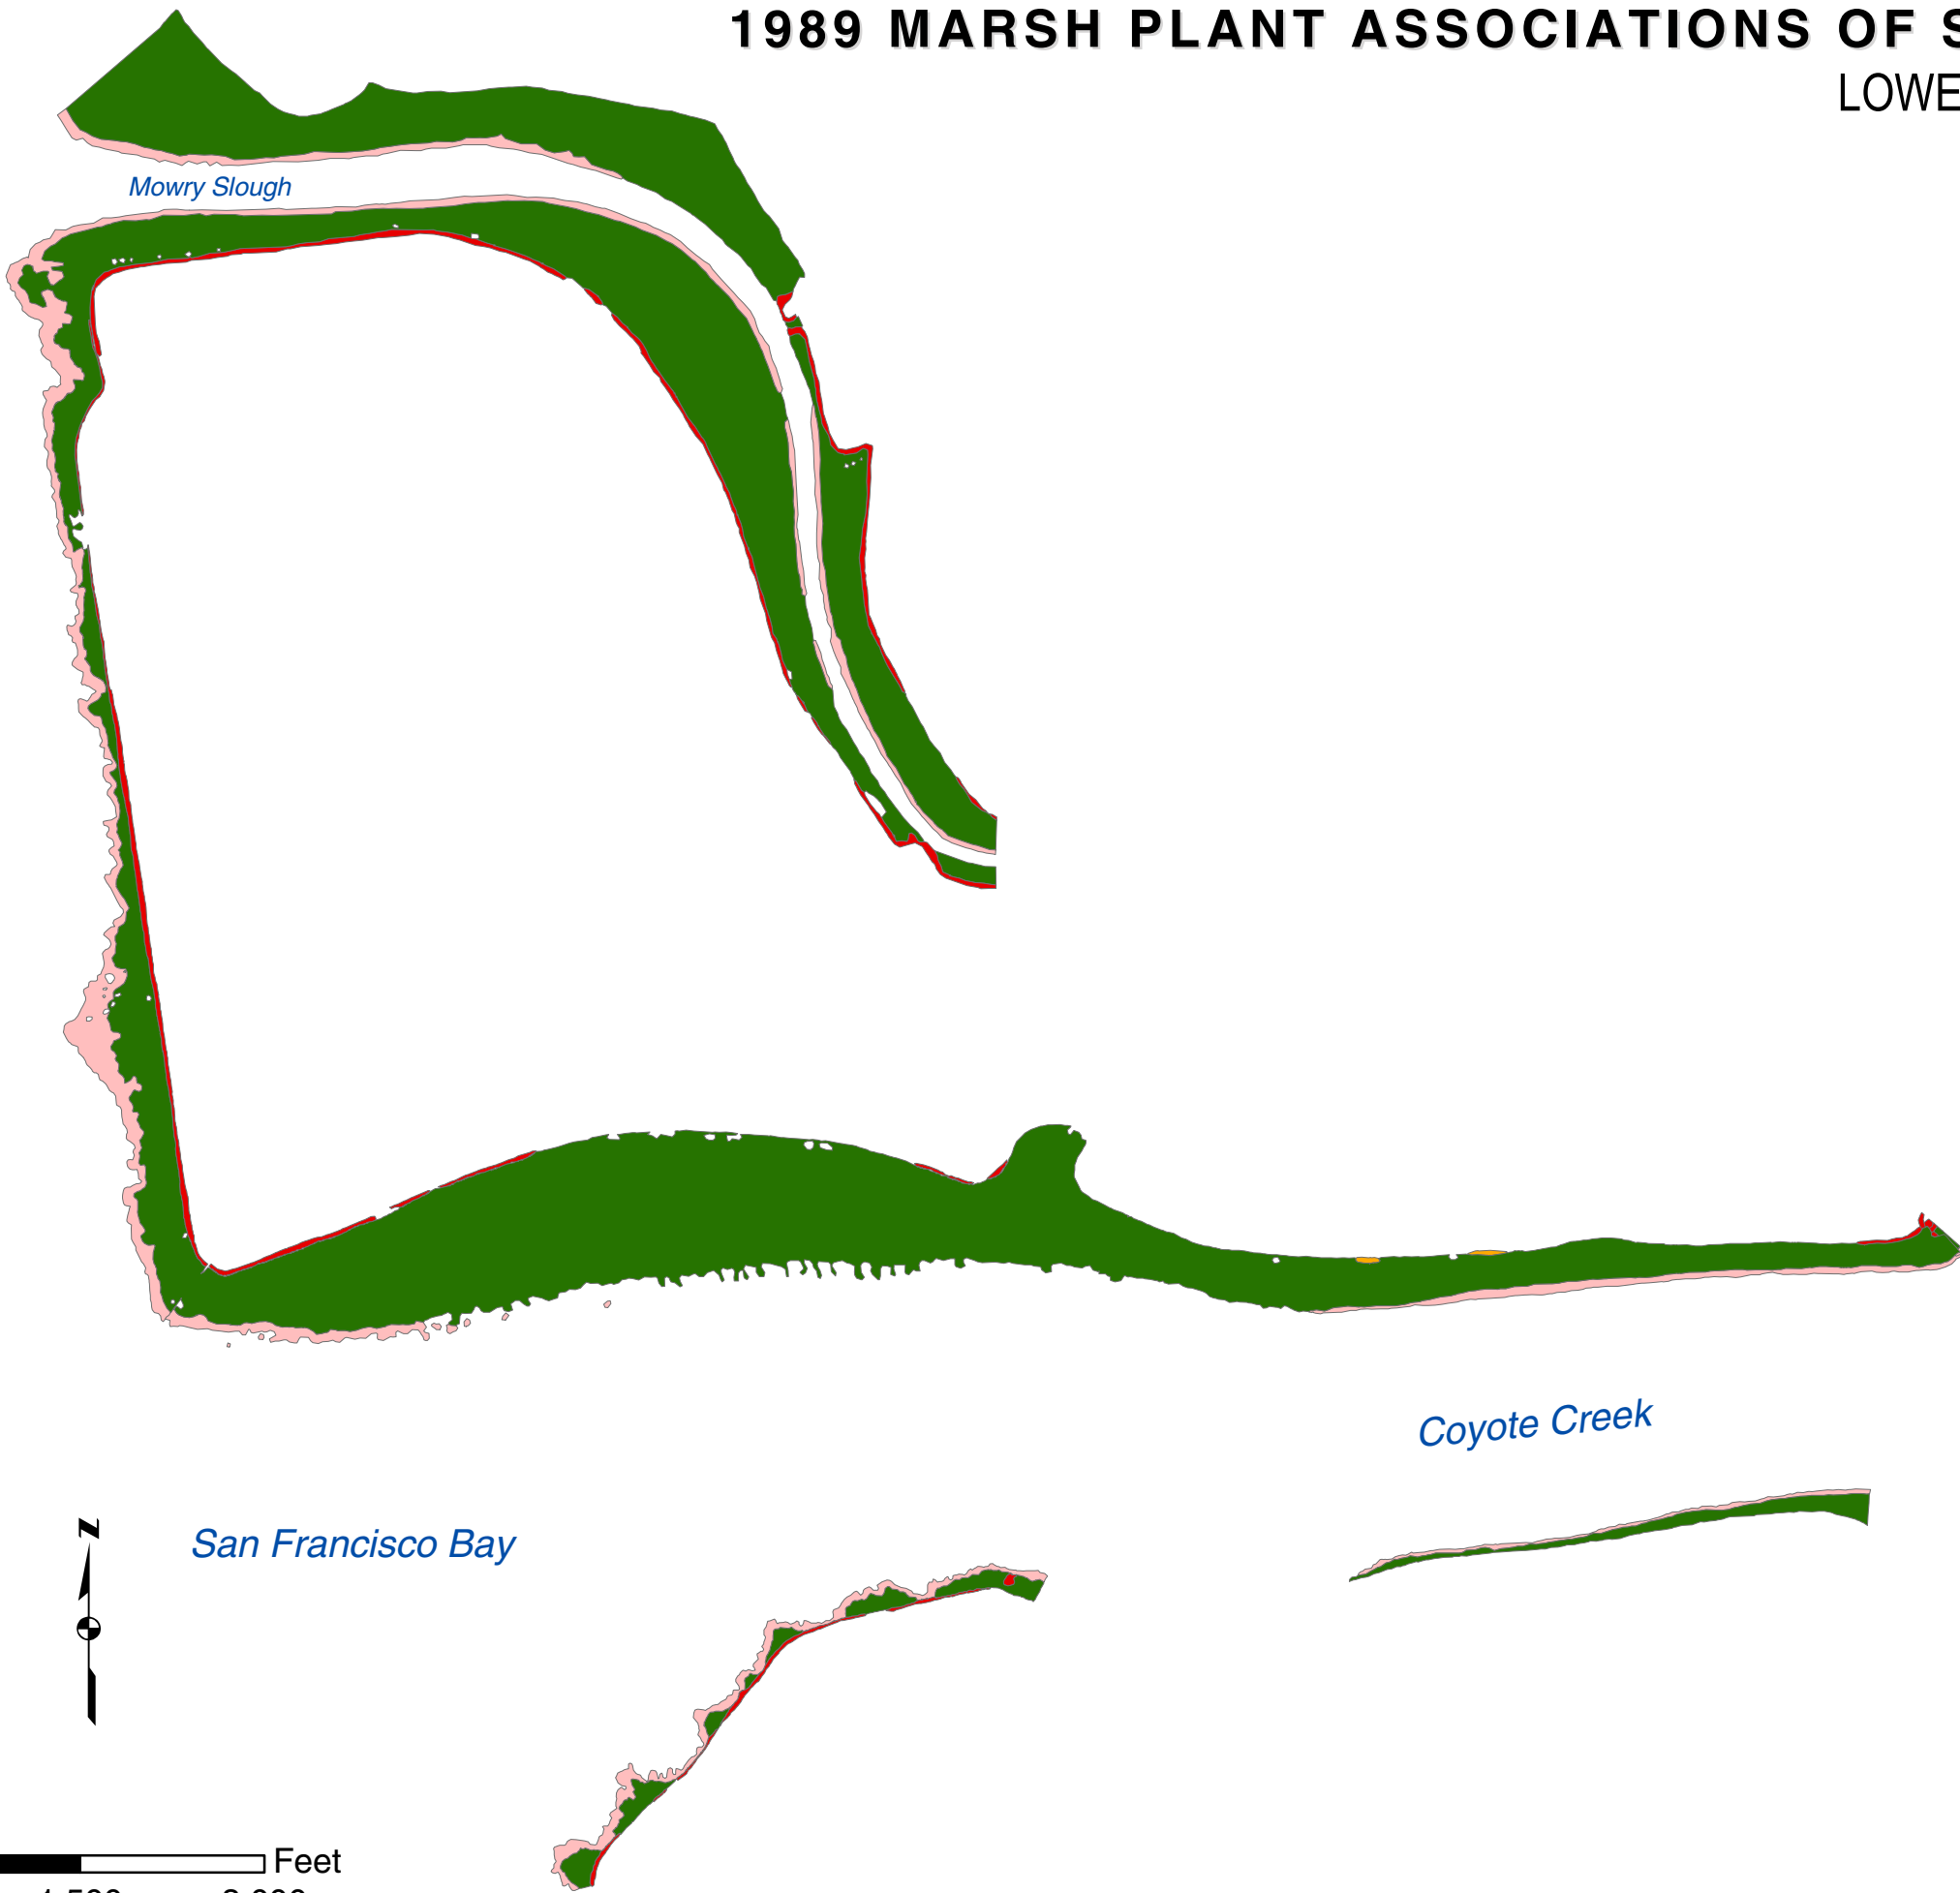 1989 MARSH PLANT ASSOCIATIONS OF
LOWE
Mowry Slough
Coyote Creek
N
San Francisco Bay
Feet